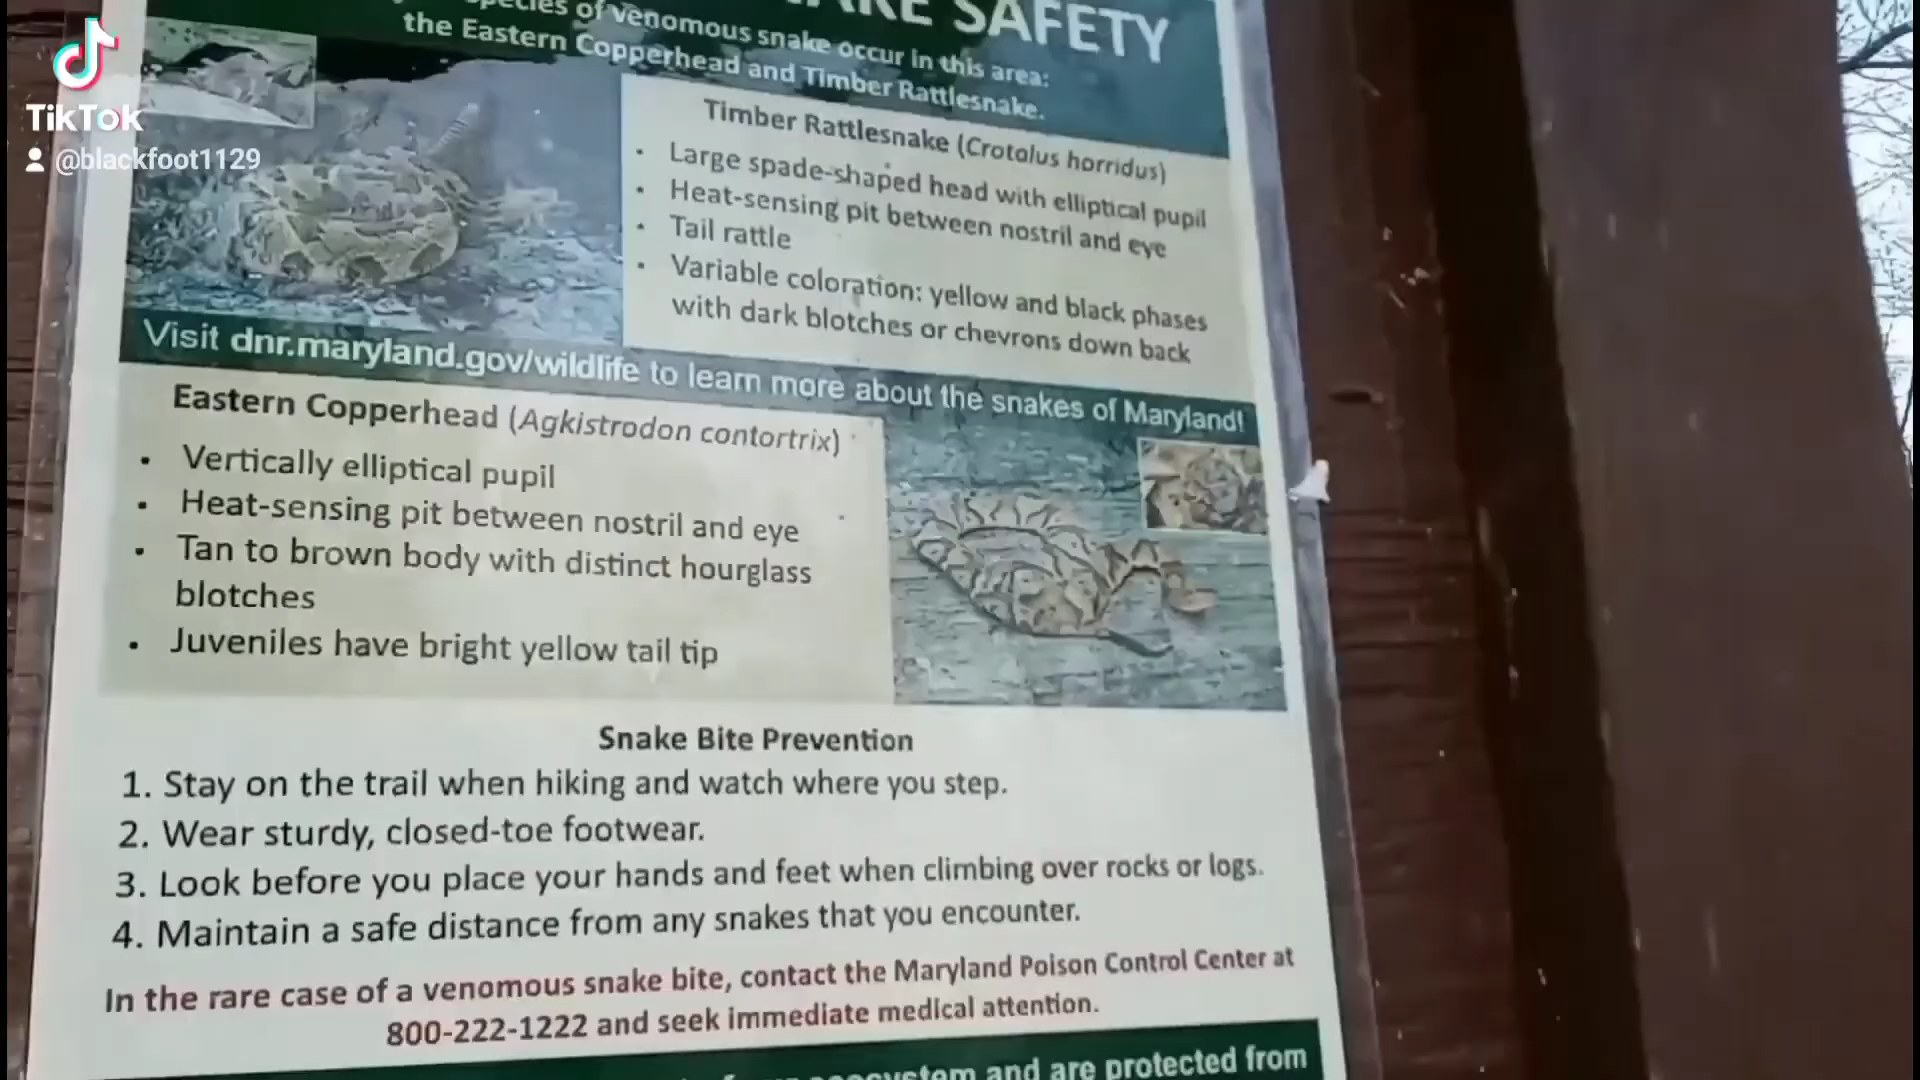 SAFETY
species of venomous snake occur in this area:
the Eastern Copperhead and Timber Rattlesnake.
TikTok
@blackfoot1129
Timber Rattlesnake (Crotalus horridus)
• Large spade-shaped head with elliptical pupil
• Heat-sensing pit between nostril and eye
• Tail rattle
• Variable coloration: yellow and black phases
with dark blotches or chevrons down back
Visit dnr.maryland.gov/wildlife to learn more about the snakes of Maryland!
Eastern Copperhead (Agkistrodon contortrix)
• Vertically elliptical pupil
• Heat-sensing pit between nostril and eye
• Tan to brown body with distinct hourglass
blotches
• Juveniles have bright yellow tail tip
Snake Bite Prevention
1. Stay on the trail when hiking and watch where you step.
2. Wear sturdy, closed-toe footwear.
3. Look before you place your hands and feet when climbing over rocks or logs.
4. Maintain a safe distance from any snakes that you encounter.
In the rare case of a venomous snake bite, contact the Maryland Poison Control Center at
800-222-1222 and seek immediate medical attention.
ecosystem and are protected from